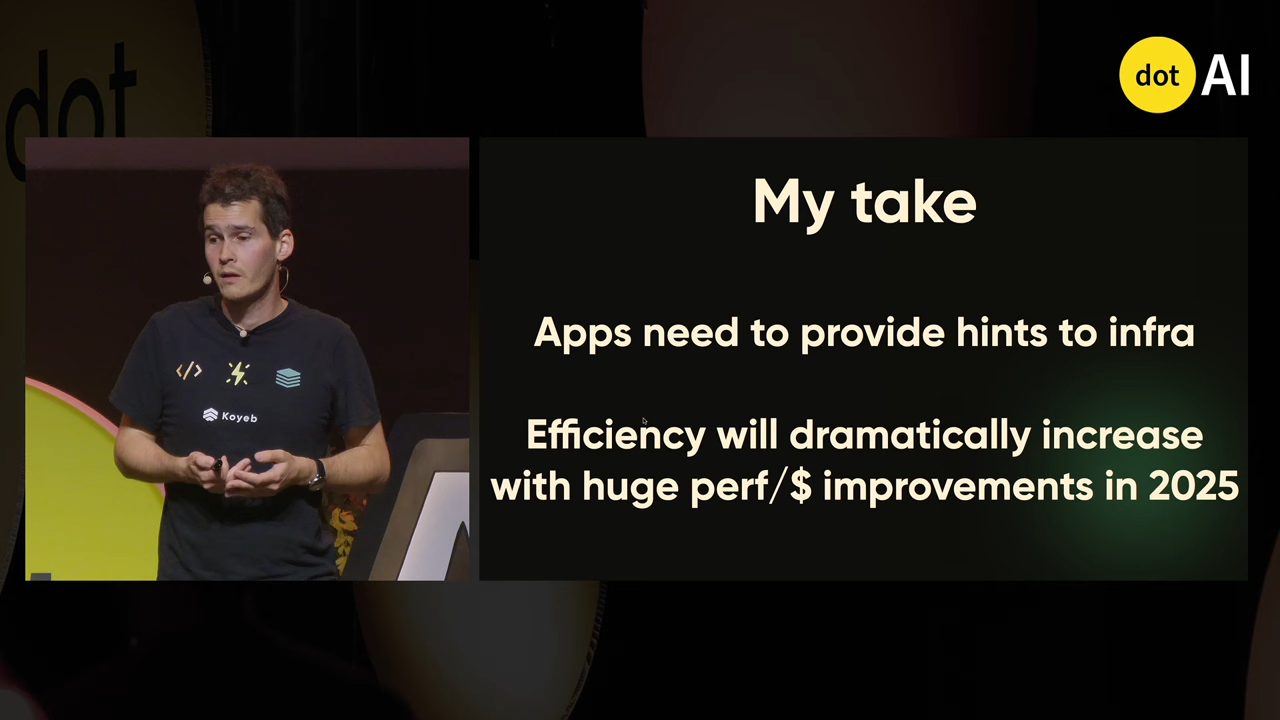 dot
dot AI
My take
Apps need to provide hints to infra
Efficiency will dramatically increase
with huge perf/$ improvements in 2025
</>
Koyeb